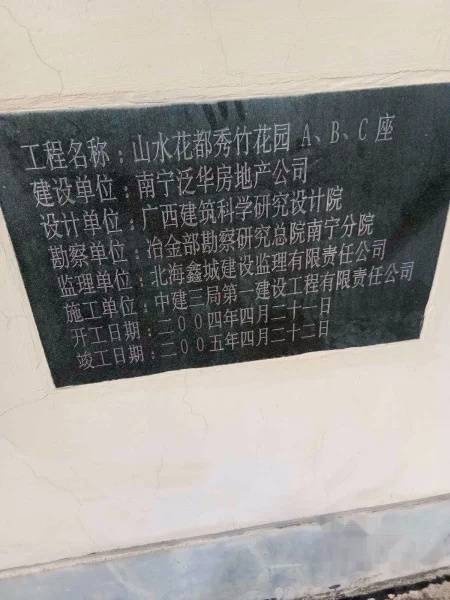 工程名称：山水花都秀竹花园 A、B、C 座
建设单位：南宁泛华房地产公司
设计单位：广西建筑科学研究设计院
勘察单位：冶金部勘察研究总院南宁分院
监理单位：北海鑫城建设监理有限责任公司
施工单位：中建三局第一建设工程有限责任公司
开工日期：二00四年四月二十一日
竣工日期：二00五年四月二十二日